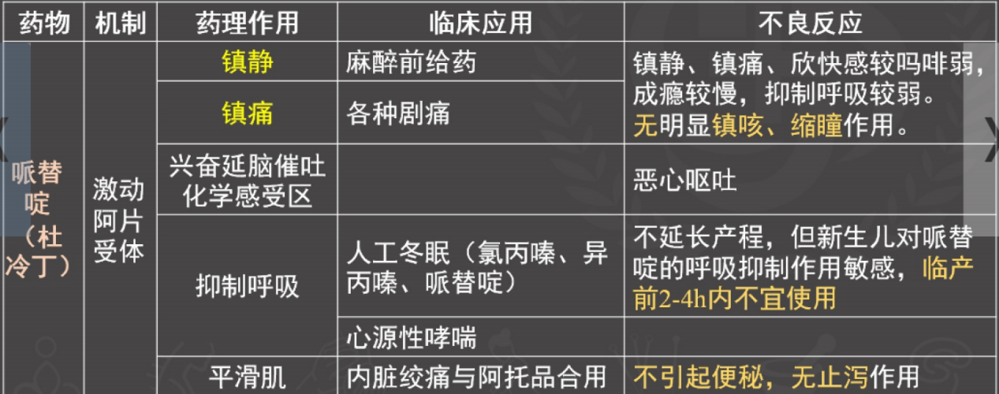 药物 机制 药理作用 临床应用 不良反应
哌替
啶
（杜
冷丁）
激动
阿片
受体
镇静
麻醉前给药
镇静、镇痛、欣快感较吗啡弱，
成瘾较慢，抑制呼吸较弱。
无明显镇咳、缩瞳作用。
镇痛
各种剧痛
兴奋延脑催吐
化学感受区
恶心呕吐
抑制呼吸
人工冬眠（氯丙嗪、异
丙嗪、哌替啶）
不延长产程，但新生儿对哌替
啶的呼吸抑制作用敏感，临产
前2-4h内不宜使用
心源性哮喘
平滑肌
内脏绞痛与阿托品合用
不引起便秘，无止泻作用